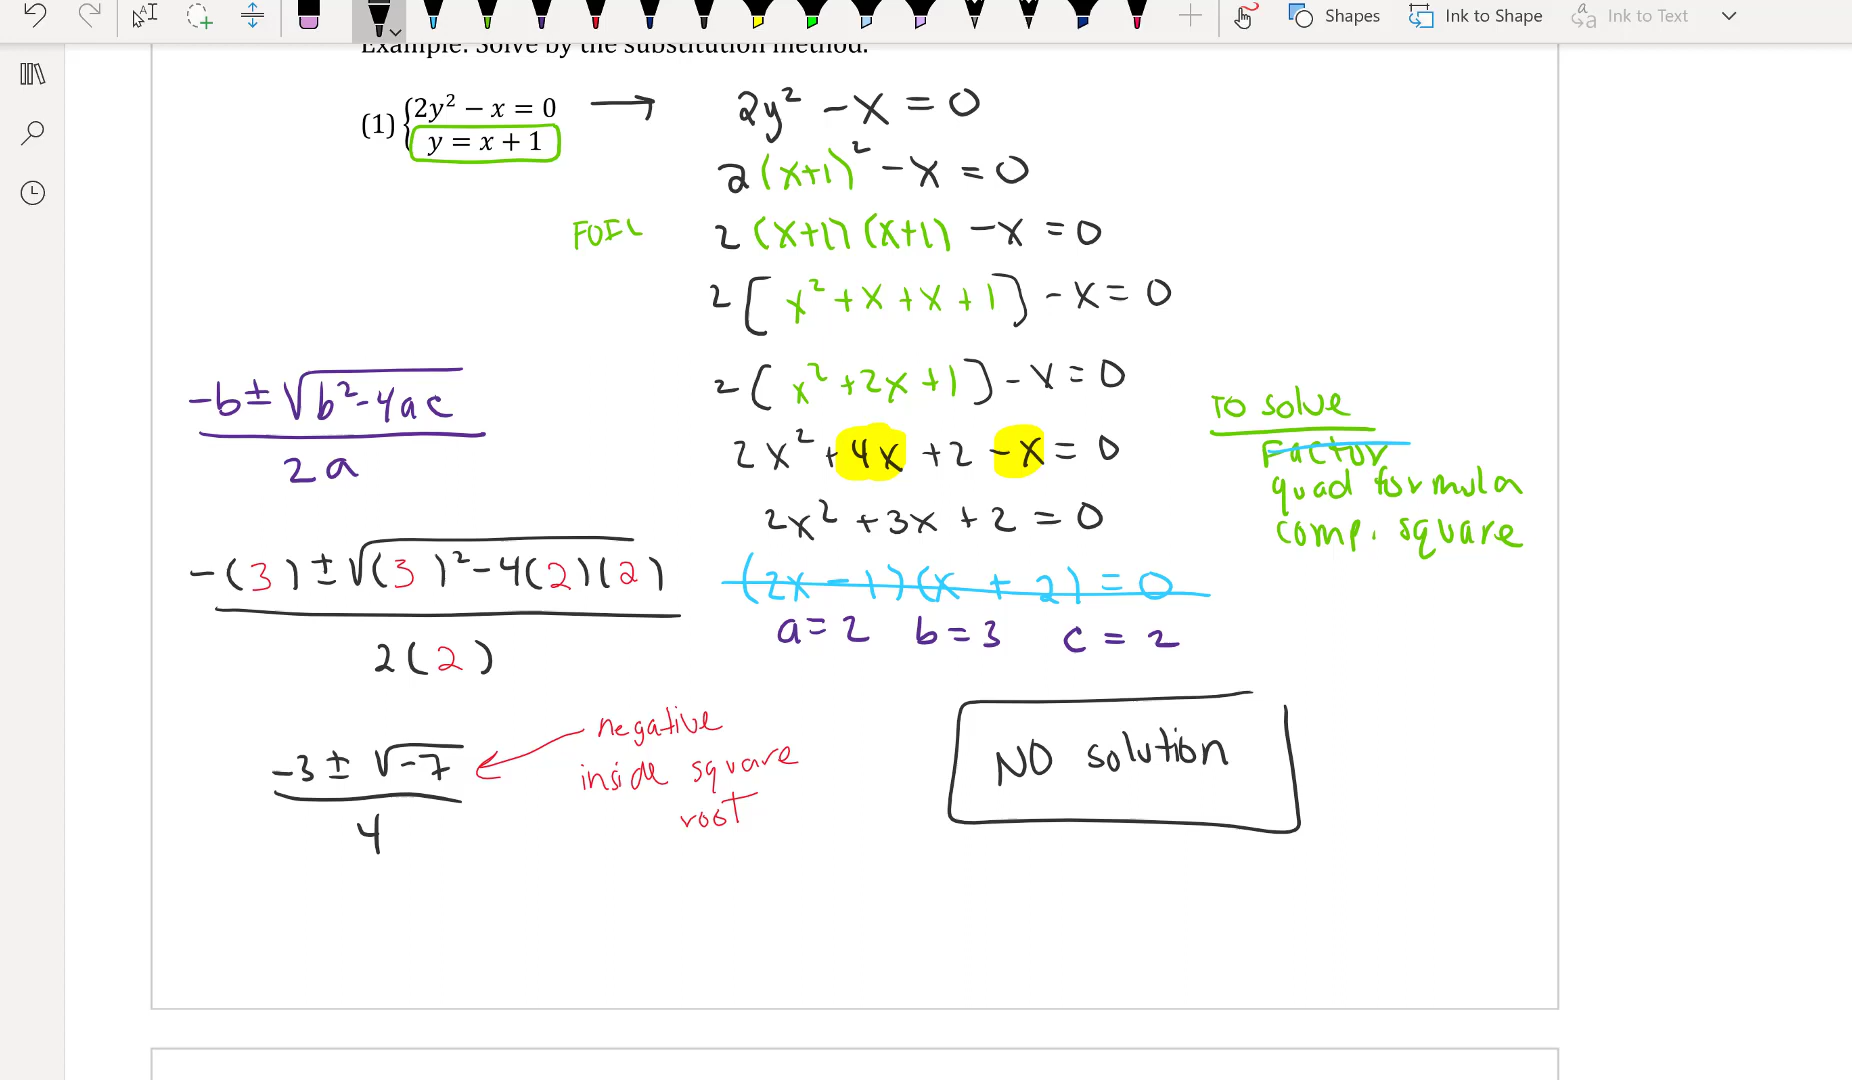 Shapes Ink to Shape Ink to Text
Example: Solve by the substitution method.
(1) {2y² − x = 0 → 2y² − x = 0
y = x + 1
2(x+1)² − x = 0
FOIL 2(x+1)(x+1) − x = 0
2[x² + x + x + 1] − x = 0
2(x² + 2x + 1) − x = 0
2x² + 4x + 2 − x = 0
2x² + 3x + 2 = 0
(2x − 1)(x + 2) = 0
a = 2 b = 3 c = 2
To solve
Factor
quad formula
comp. square
−b ± √b² − 4ac
2a
−(3) ± √(3)² − 4(2)(2)
2(2)
−3 ± √−7
4
negative
inside square
root
NO solution